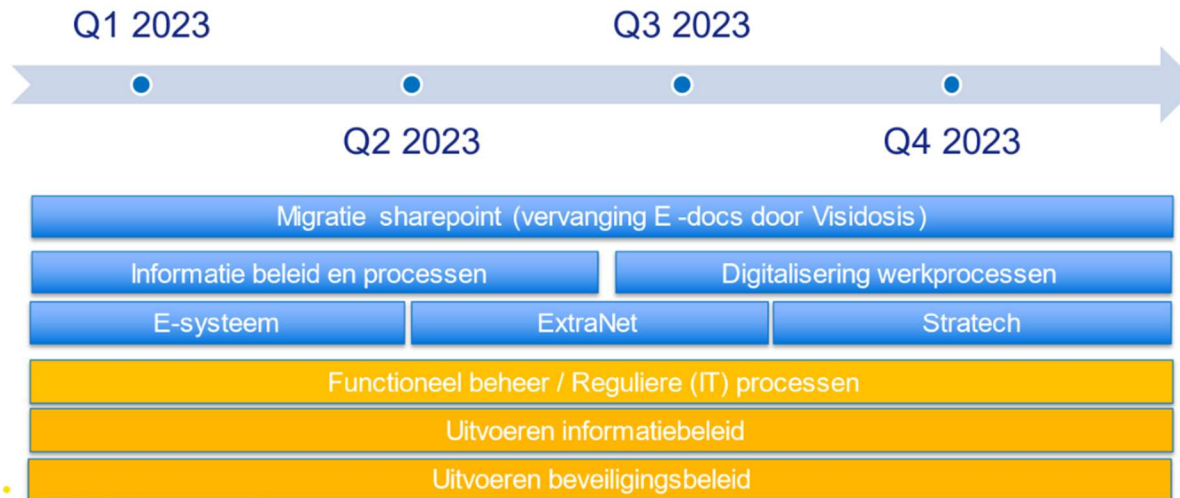 Q1 2023
Q3 2023
Q2 2023
Q4 2023
Migratie sharepoint (vervanging E -docs door Visidosis)
Informatie beleid en processen
Digitalisering werkprocessen
E-systeem
ExtraNet
Stratech
Functioneel beheer / Reguliere (IT) processen
Uitvoeren informatiebeleid
Uitvoeren beveiligingsbeleid